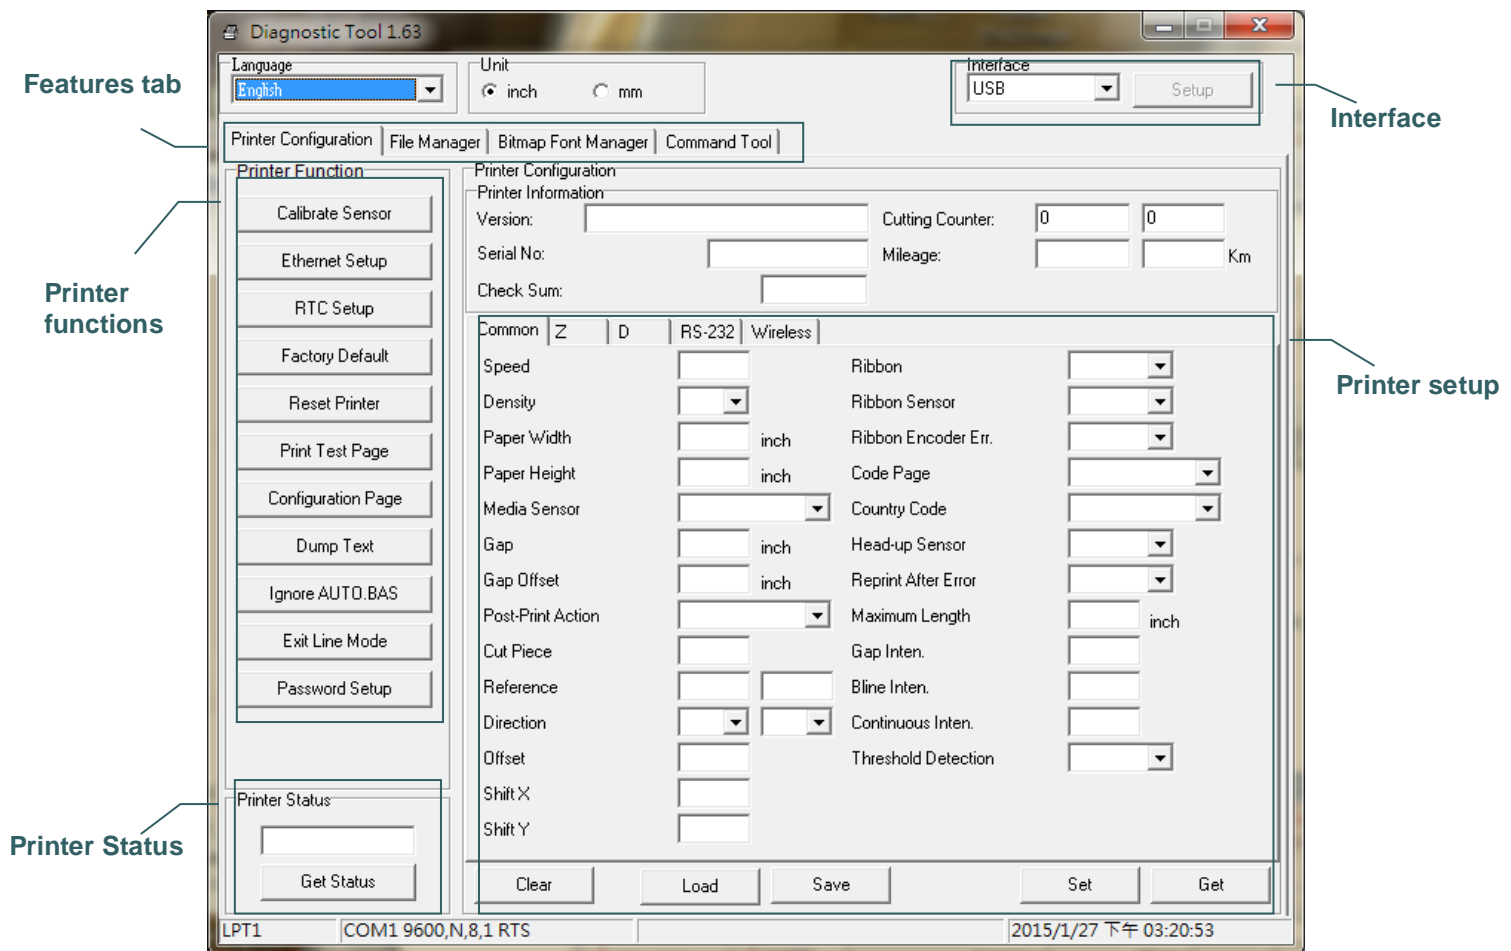 Diagnostic Tool 1.63
Language
English
Unit
inch
mm
Interface
USB
Setup
Features tab
Interface
Printer Configuration
File Manager
Bitmap Font Manager
Command Tool
Printer Function
Calibrate Sensor
Ethernet Setup
RTC Setup
Factory Default
Reset Printer
Print Test Page
Configuration Page
Dump Text
Ignore AUTO.BAS
Exit Line Mode
Password Setup
Printer
functions
Printer Configuration
Printer Information
Version:
Cutting Counter:
0
0
Serial No:
Mileage:
Km
Check Sum:
Common
Z
D
RS-232
Wireless
Speed
Ribbon
Density
Ribbon Sensor
Paper Width
inch
Ribbon Encoder Err.
Paper Height
inch
Code Page
Media Sensor
Country Code
Gap
inch
Head-up Sensor
Gap Offset
inch
Reprint After Error
Post-Print Action
Maximum Length
inch
Cut Piece
Gap Inten.
Reference
Bline Inten.
Direction
Continuous Inten.
Offset
Threshold Detection
Shift X
Shift Y
Printer setup
Printer Status
Get Status
Printer Status
Clear
Load
Save
Set
Get
LPT1
COM1 9600,N,8,1 RTS
2015/1/27 下午 03:20:53